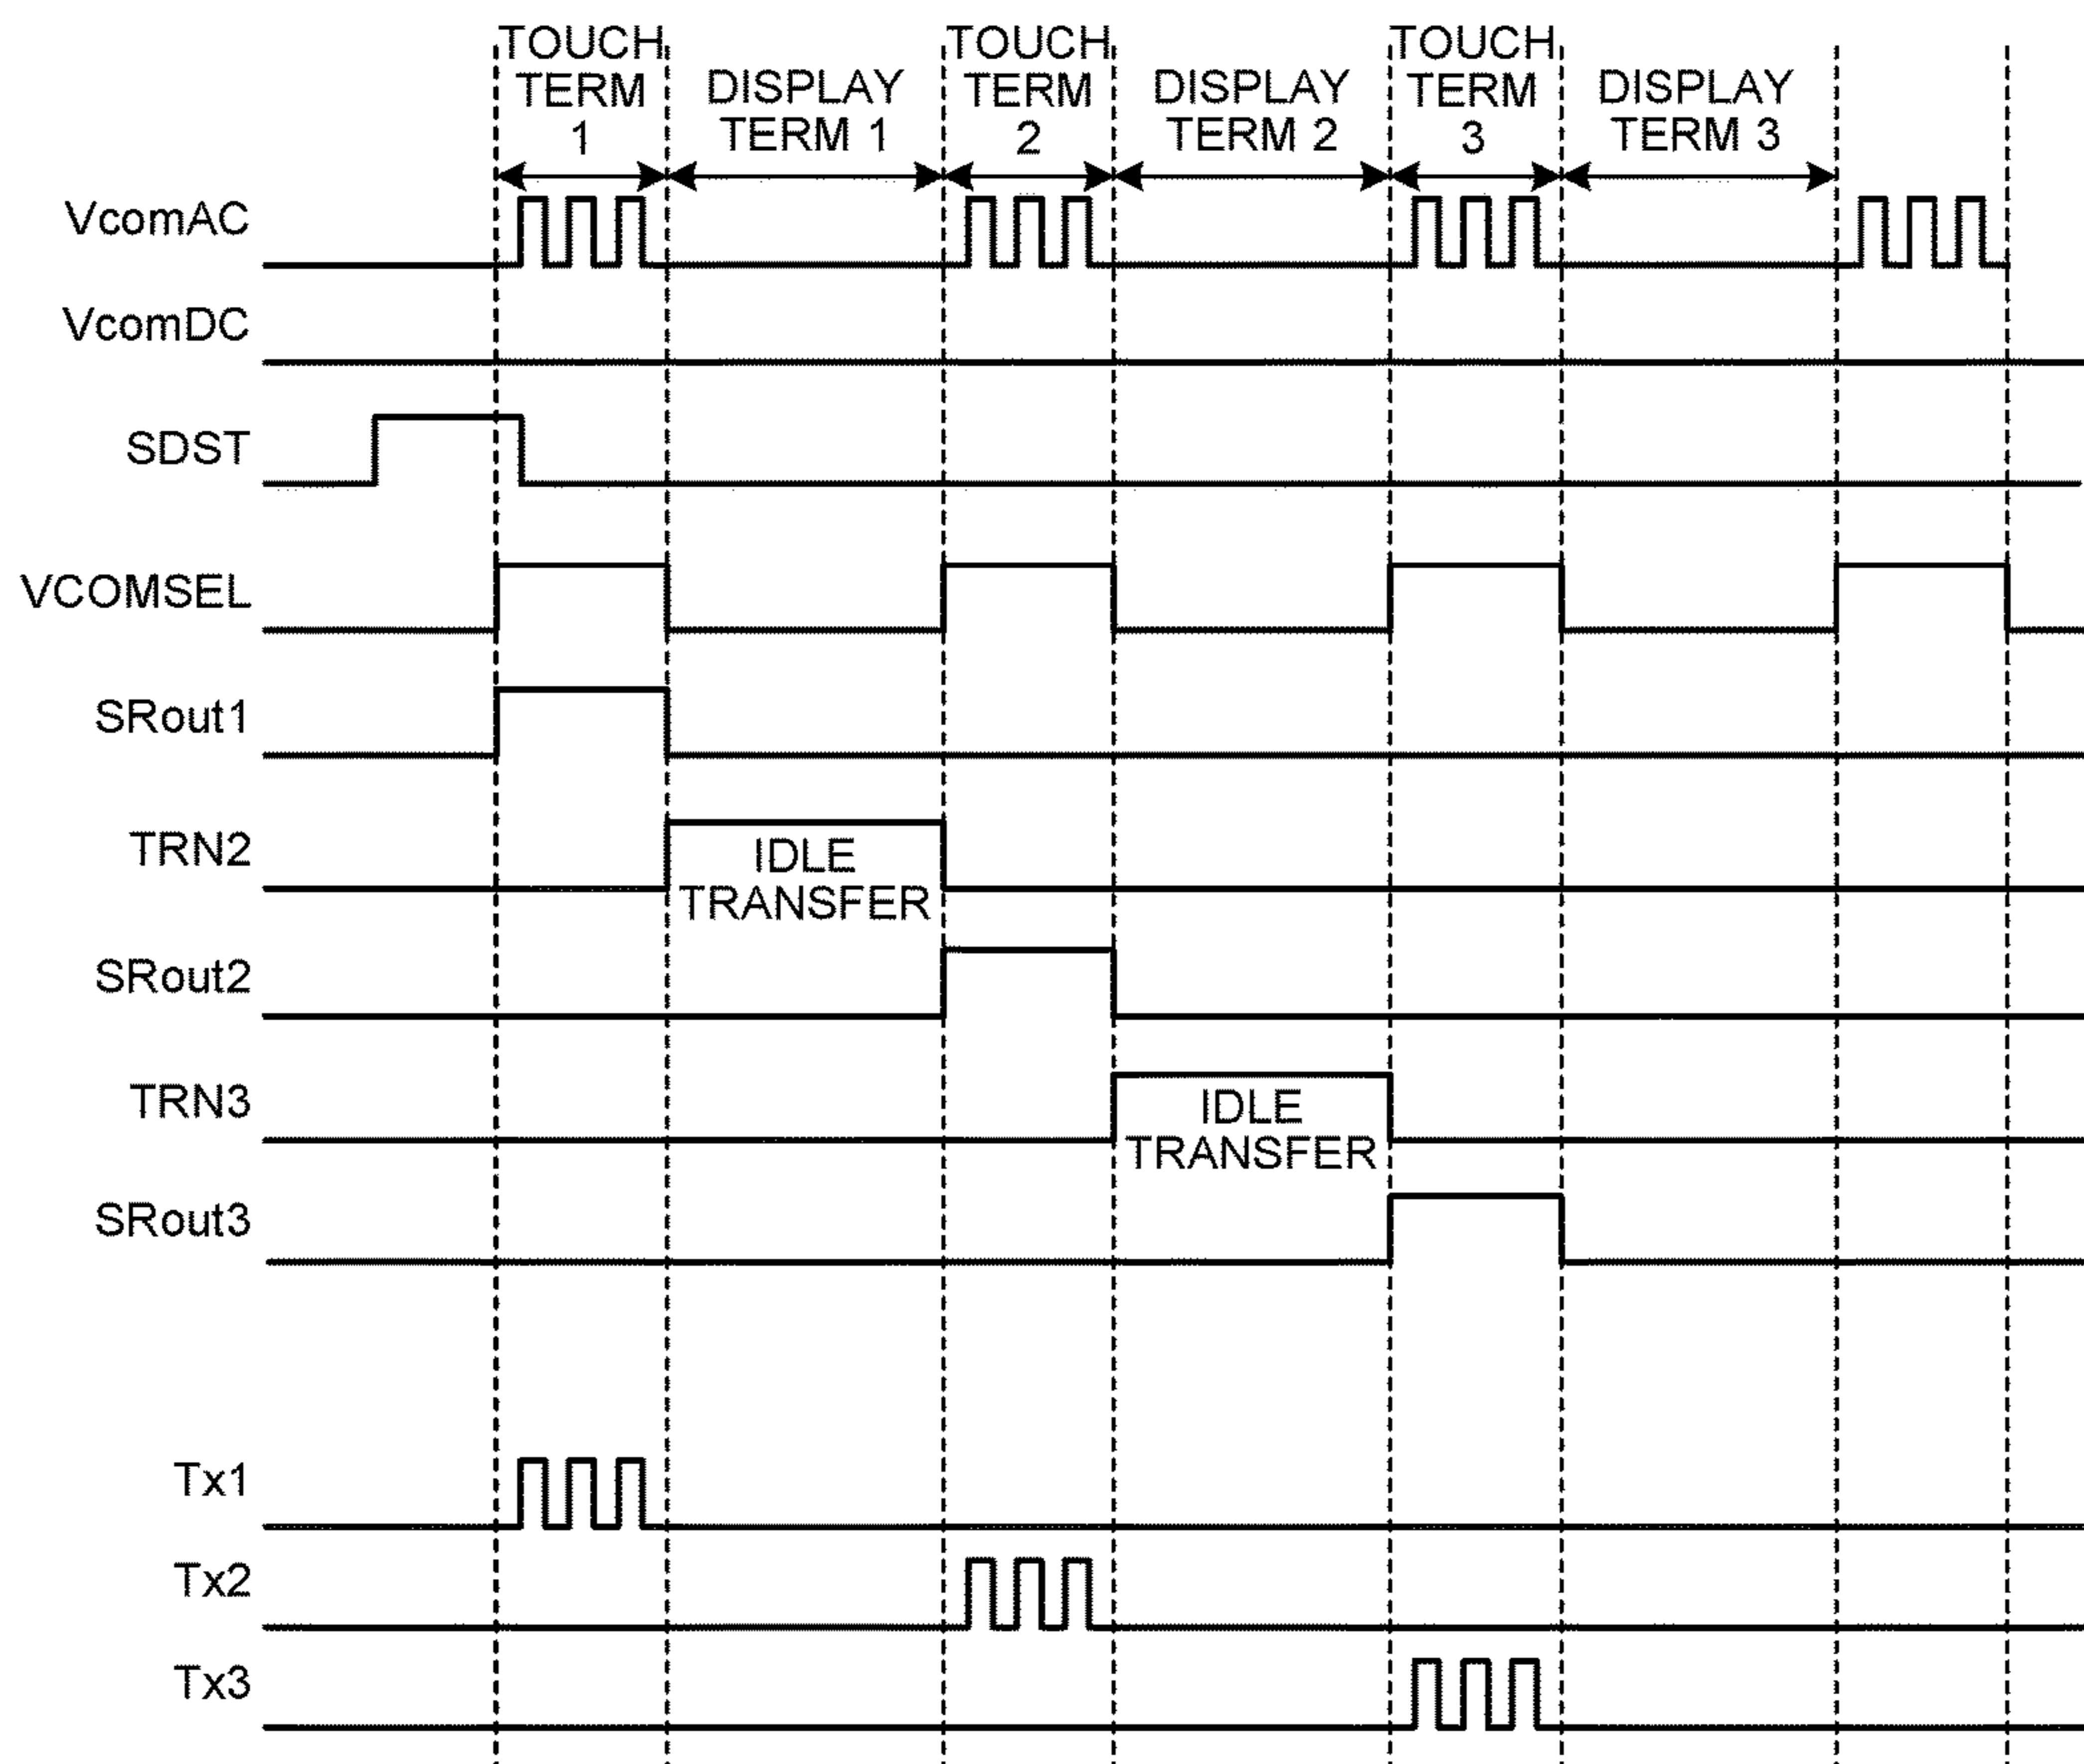 TOUCH TERM 1
DISPLAY TERM 1
TOUCH TERM 2
DISPLAY TERM 2
TOUCH TERM 3
DISPLAY TERM 3
VcomAC
VcomDC
SDST
VCOMSEL
SRout1
TRN2
IDLE
TRANSFER
SRout2
TRN3
IDLE
TRANSFER
SRout3
Tx1
Tx2
Tx3